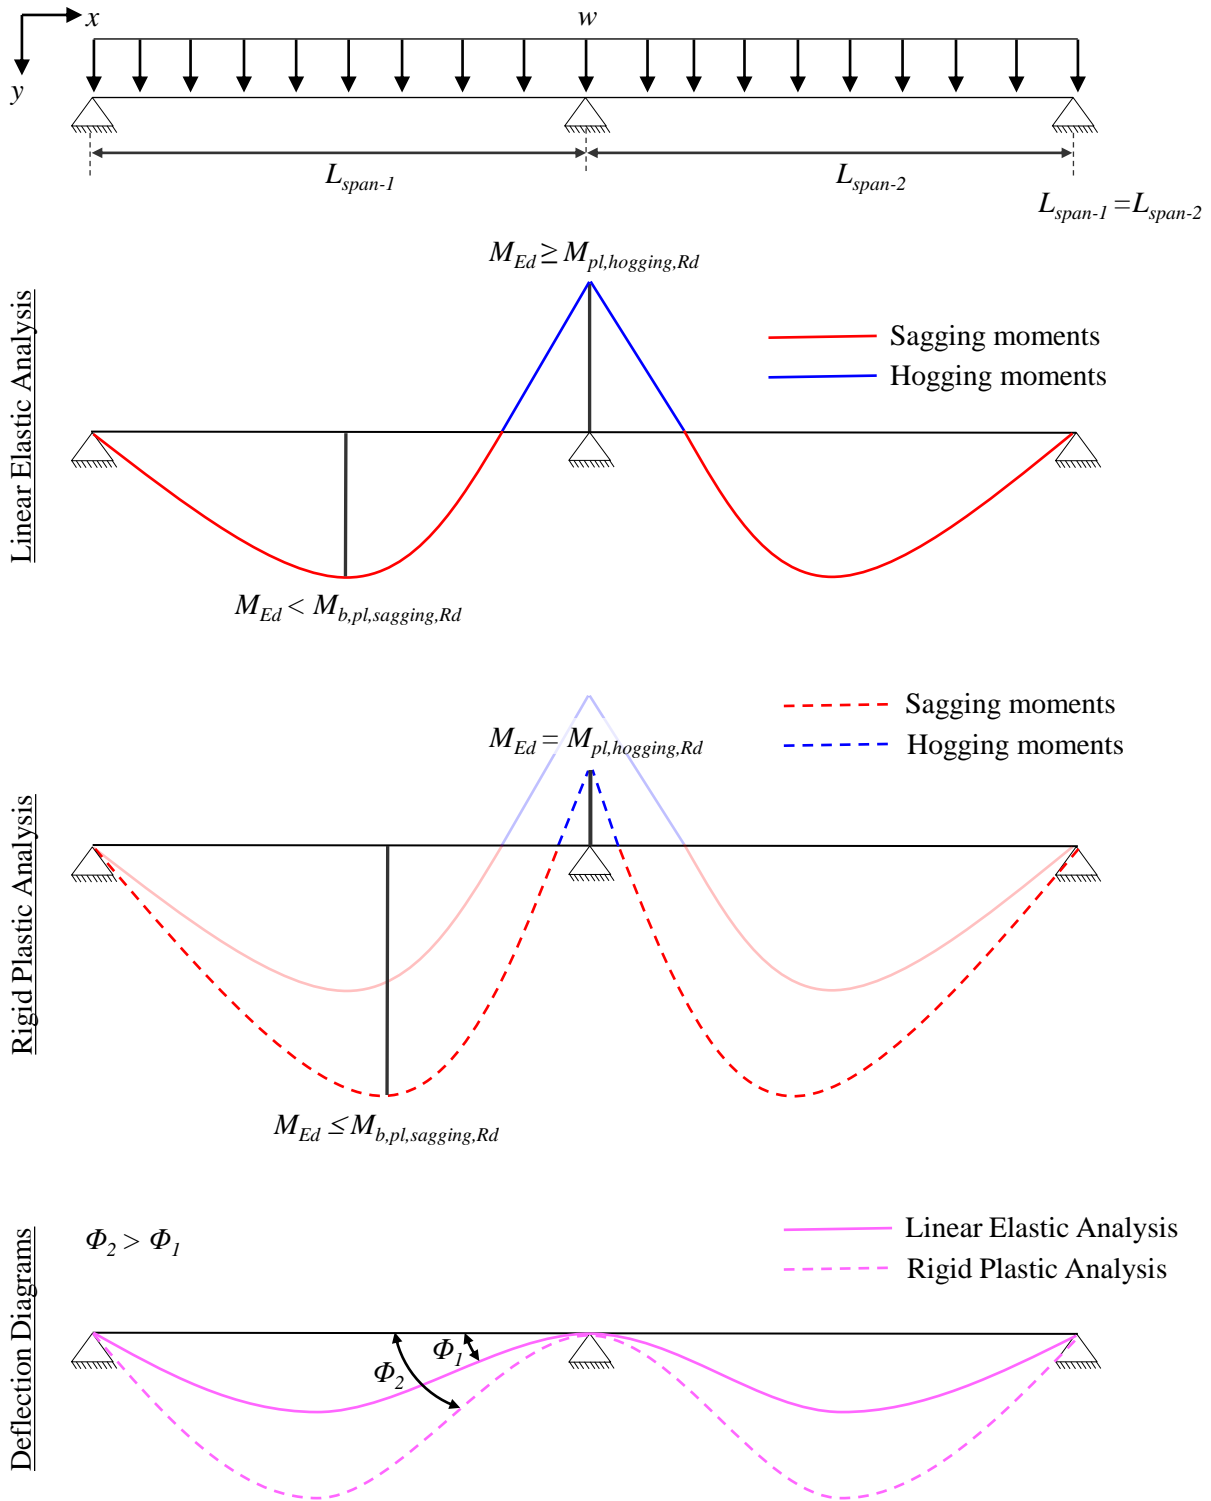 x
w
y
L_span-1
L_span-2
L_span-1 = L_span-2
Linear Elastic Analysis
M_Ed ≥ M_pl,hogging,Rd
Sagging moments
Hogging moments
M_Ed < M_b,pl,sagging,Rd
Rigid Plastic Analysis
Sagging moments
M_Ed = M_pl,hogging,Rd
Hogging moments
M_Ed ≤ M_b,pl,sagging,Rd
Deflection Diagrams
Φ_2 > Φ_1
Linear Elastic Analysis
Rigid Plastic Analysis
Φ_1
Φ_2